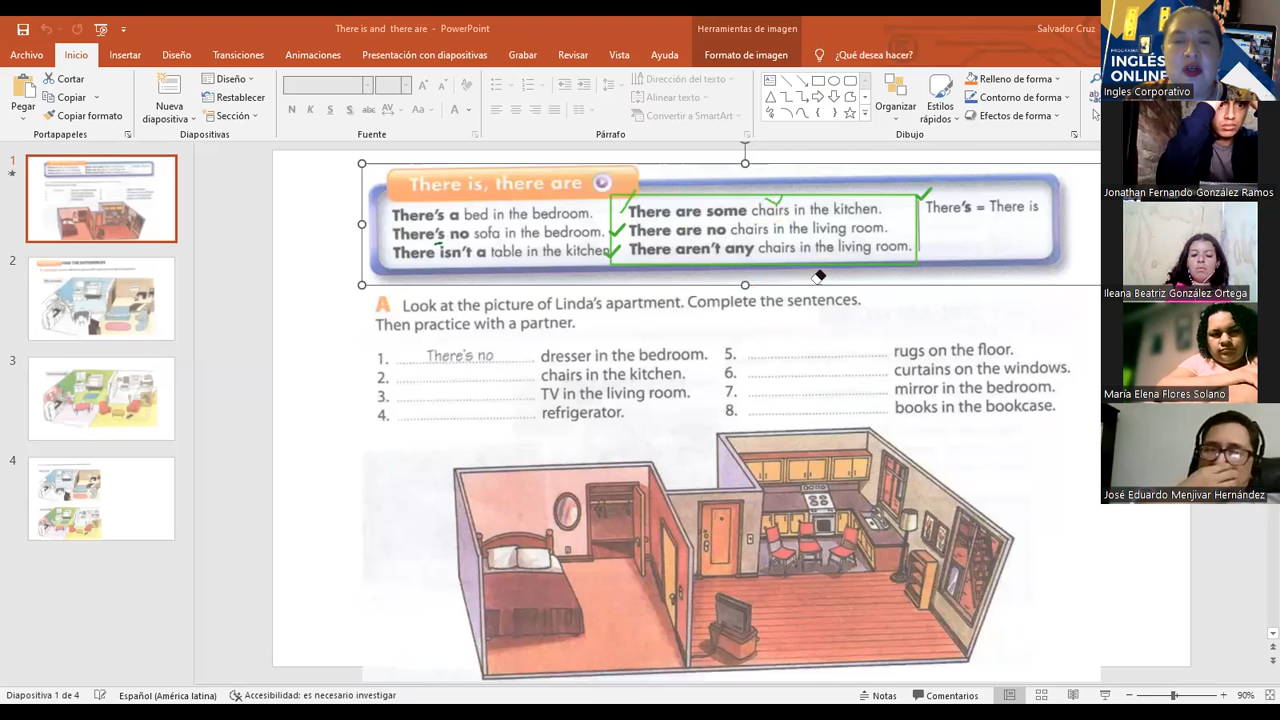 There is and there are - PowerPoint
Herramientas de imagen
Salvador Cruz
Archivo
Inicio
Insertar
Diseño
Transiciones
Animaciones
Presentación con diapositivas
Grabar
Revisar
Vista
Ayuda
Formato de imagen
¿Qué desea hacer?
Pegar
Cortar
Copiar
Copiar formato
Portapapeles
Nueva diapositiva
Diseño
Restablecer
Sección
Diapositivas
N K S S abc AV Aa A
Fuente
Párrafo
Dirección del texto
Alinear texto
Convertir a SmartArt
Organizar
Estilos rápidos
Relleno de forma
Contorno de forma
Efectos de forma
Dibujo
PROGRAMA
INGLÉS
ONLINE
Ingles Corporativo
Jonathan Fernando González Ramos
Ileana Beatriz González Ortega
María Elena Flores Solano
José Eduardo Menjivar Hernández
1
2
3
4
There is, there are
There's a bed in the bedroom.
There's no sofa in the bedroom.
There isn't a table in the kitchen
There are some chairs in the kitchen.
There are no chairs in the living room.
There aren't any chairs in the living room.
There's = There is
A Look at the picture of Linda's apartment. Complete the sentences.
Then practice with a partner.
1. There's no dresser in the bedroom.
2. chairs in the kitchen.
3. TV in the living room.
4. refrigerator.
5. rugs on the floor.
6. curtains on the windows.
7. mirror in the bedroom.
8. books in the bookcase.
Diapositiva 1 de 4
Español (América latina)
Accesibilidad: es necesario investigar
Notas
Comentarios
90%